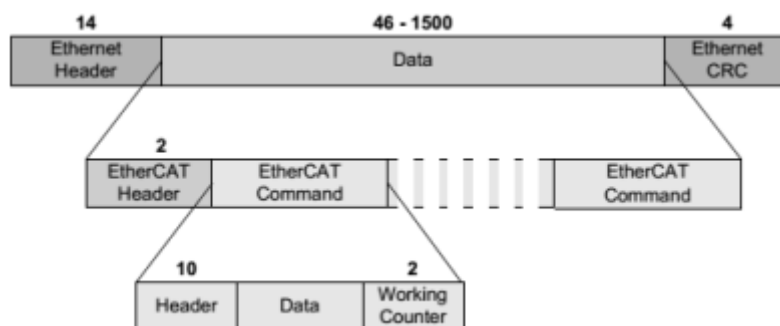 14 46 - 1500 4
Ethernet Header Data Ethernet CRC
2
EtherCAT Header EtherCAT Command EtherCAT Command
10 2
Header Data Working Counter